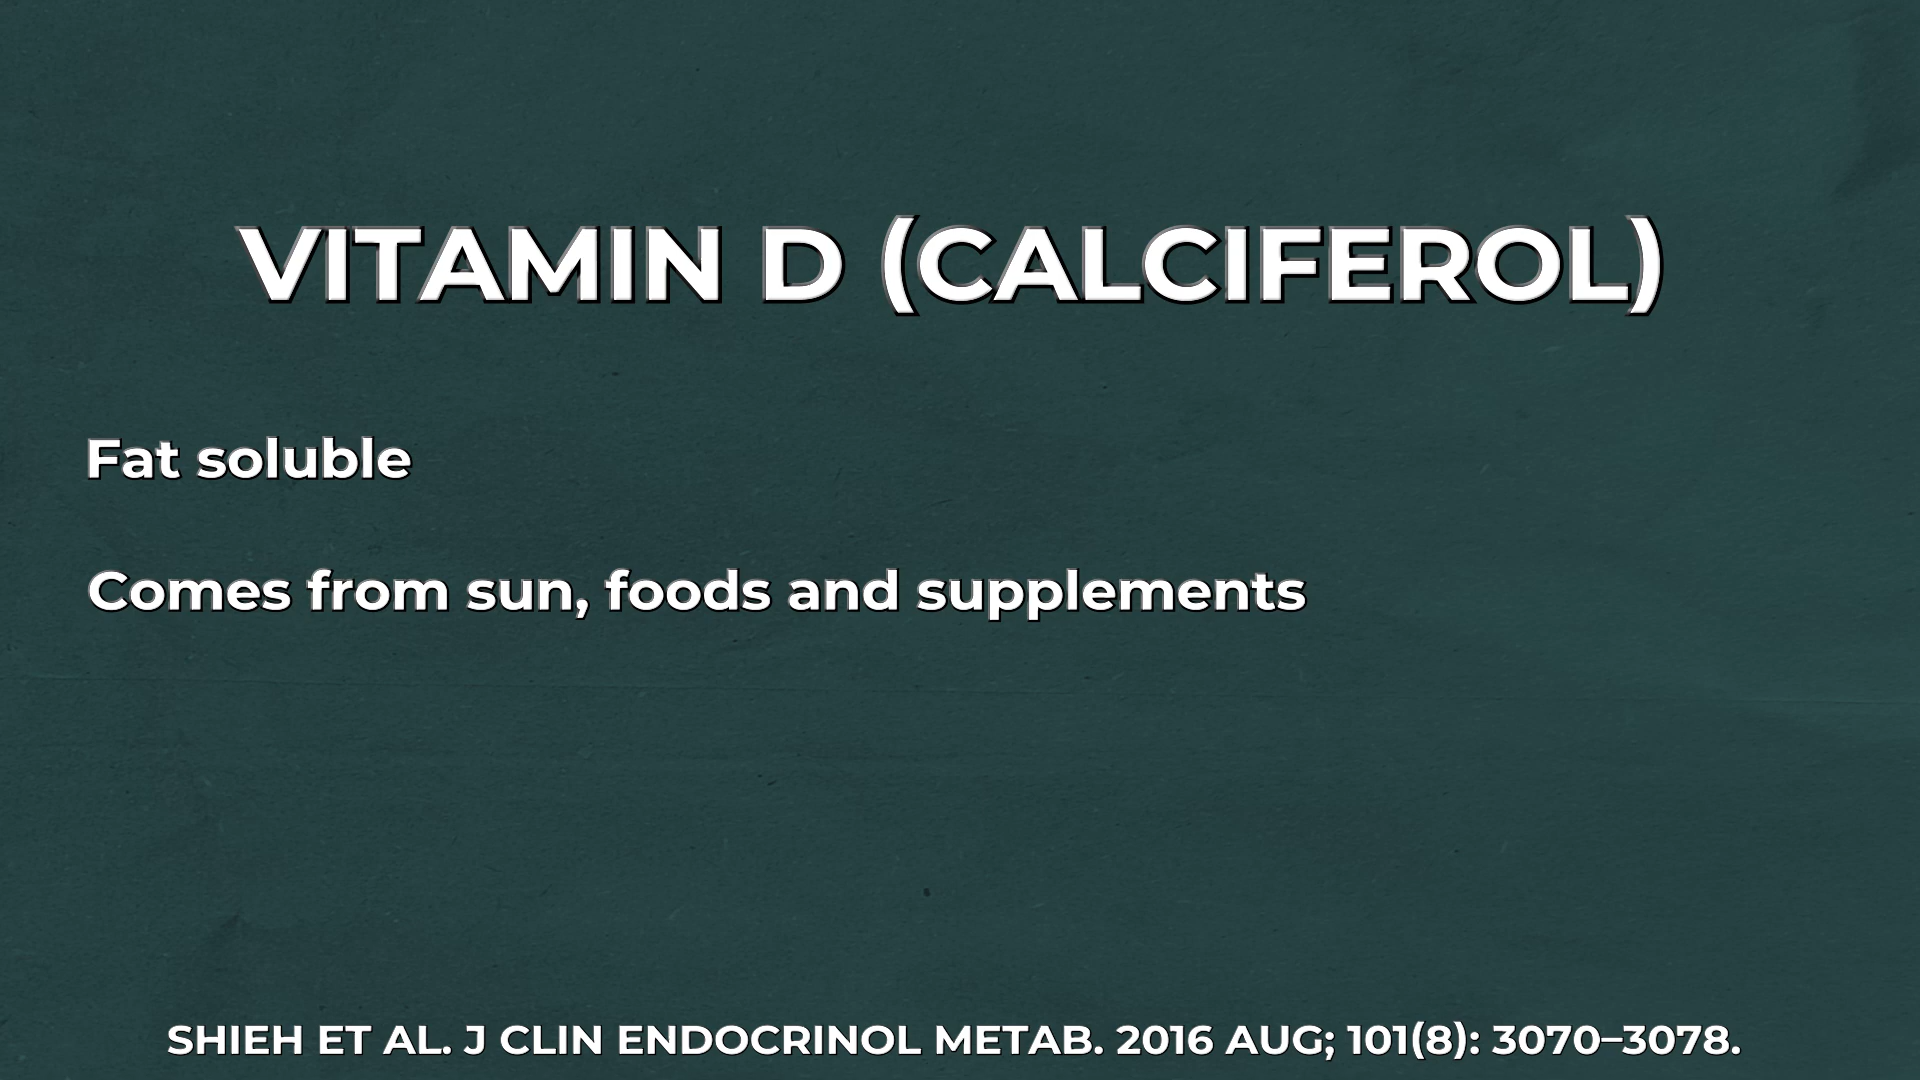 VITAMIN D (CALCIFEROL)
Fat soluble
Comes from sun, foods and supplements
SHIEH ET AL. J CLIN ENDOCRINOL METAB. 2016 AUG; 101(8): 3070–3078.